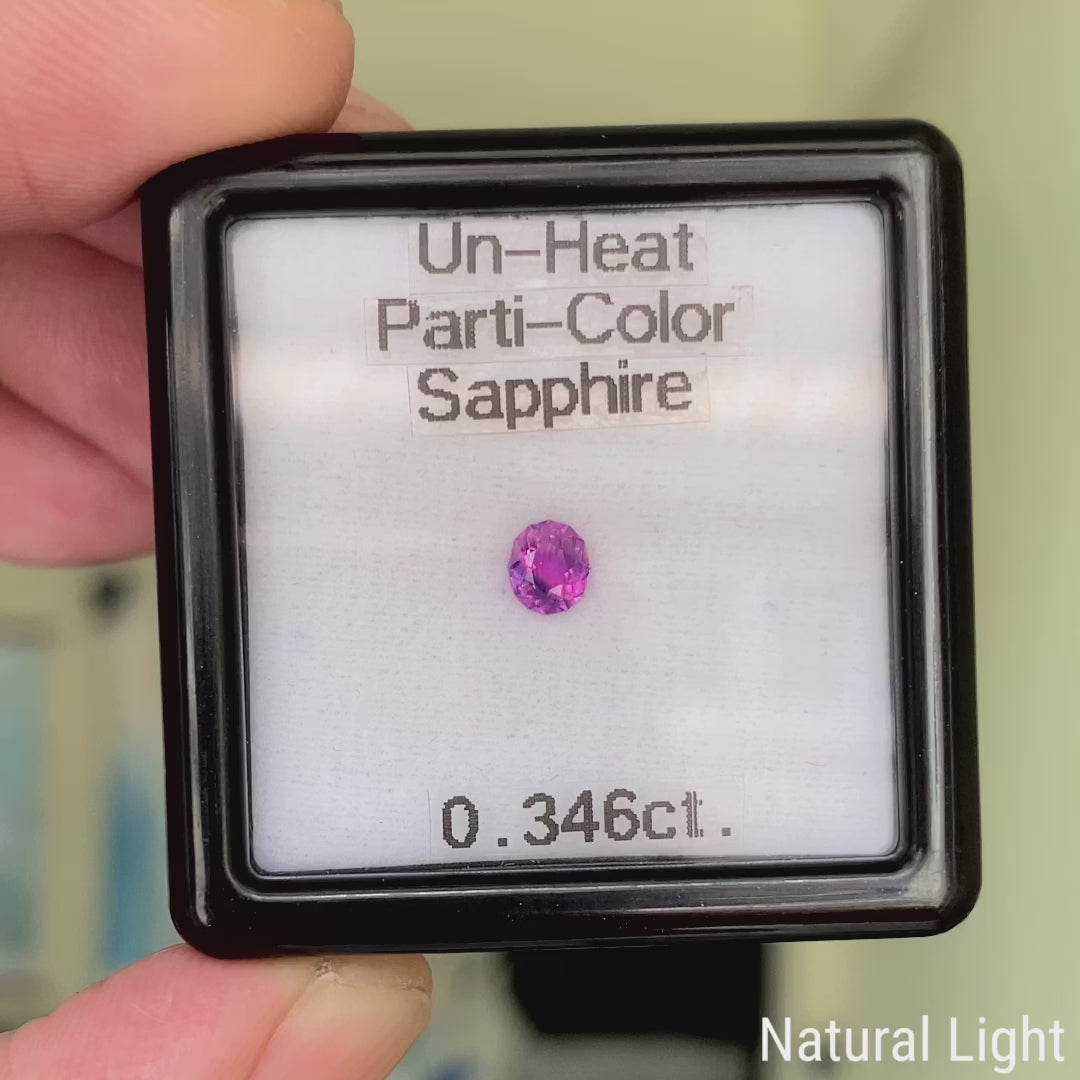 Un-Heat
Parti-Color
Sapphire
0.346ct.
Natural Light